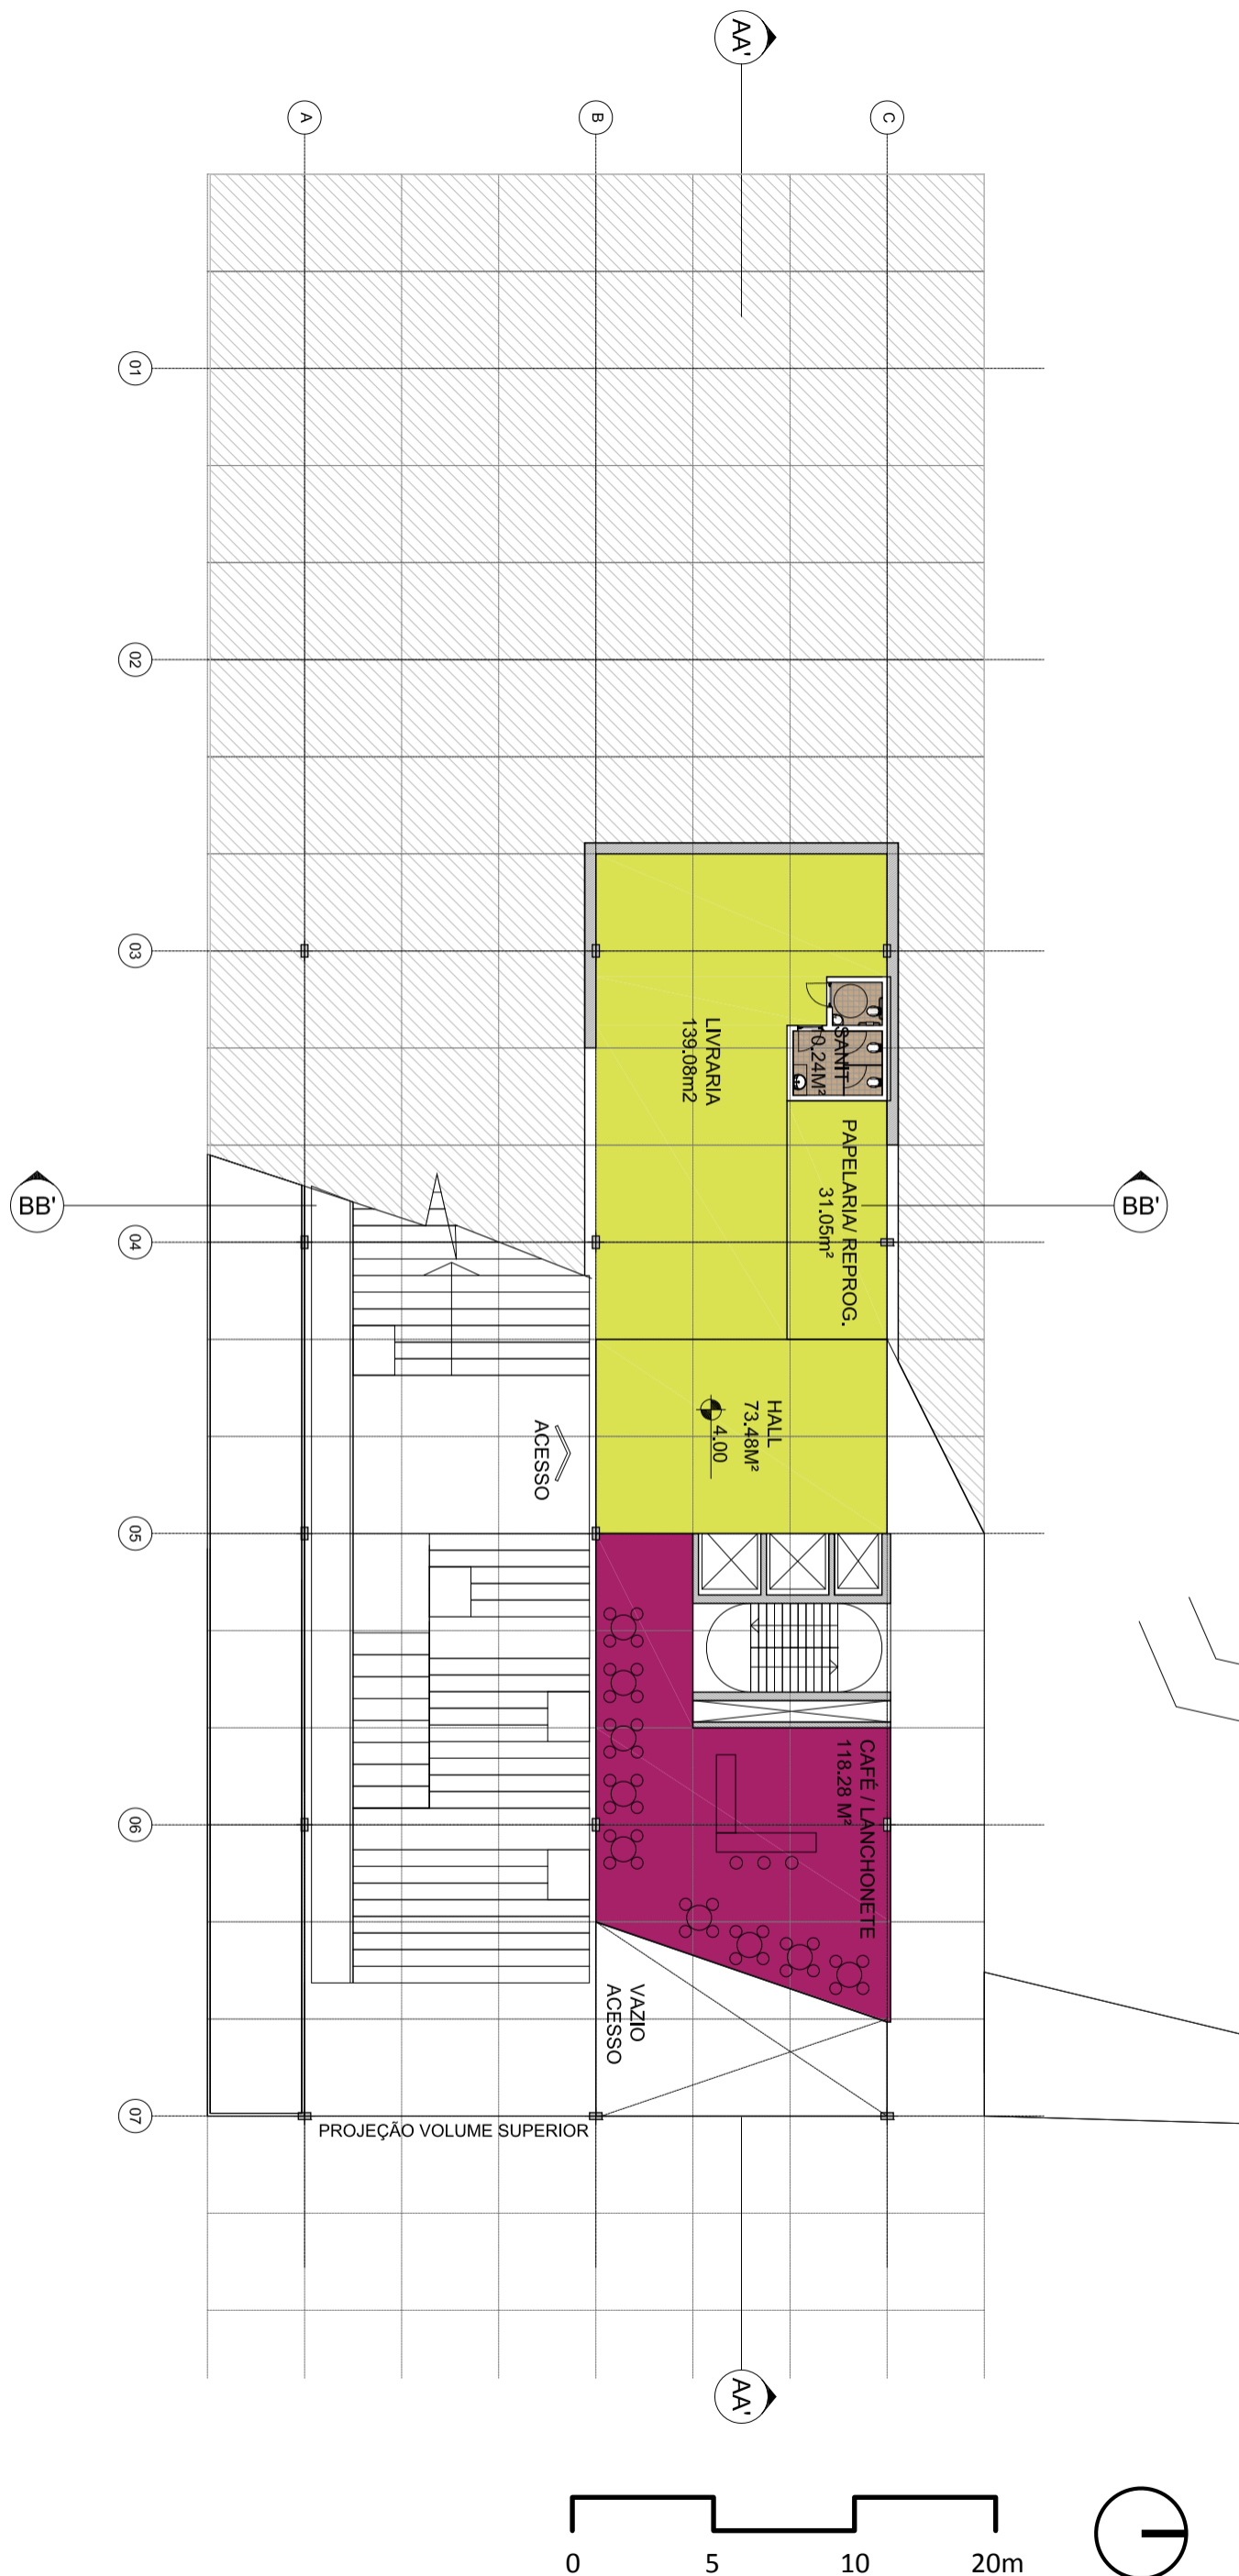 AA'
A
B
C
01
02
03
LIVRARIA
139.08m2
SANIT
10.24M²
PAPELARIA/ REPROG.
31.05m²
BB'
BB'
04
HALL
73.48M²
4.00
ACESSO
05
CAFÉ / LANCHONETE
118.28 M²
06
VAZIO
ACESSO
07
PROJEÇÃO VOLUME SUPERIOR
AA'
0 5 10 20m